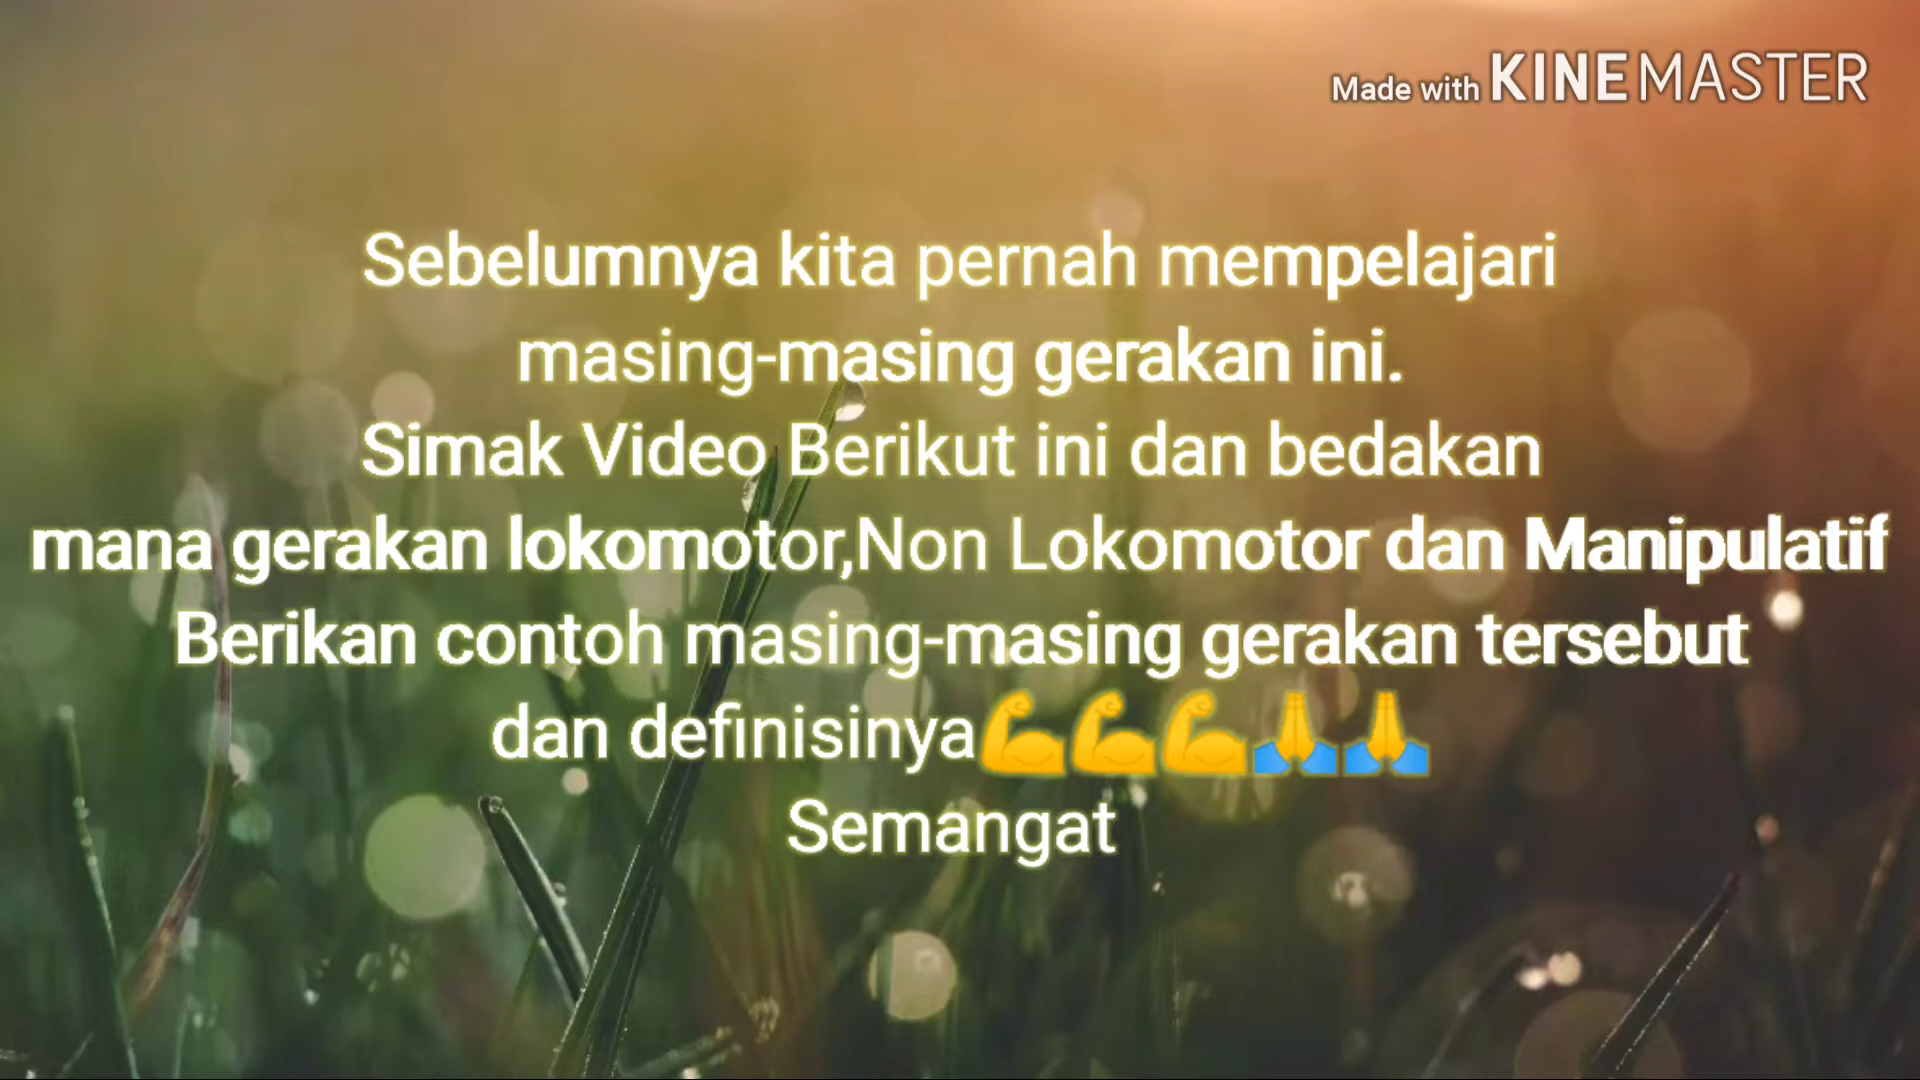 Made with KINEMASTER
Sebelumnya kita pernah mempelajari
masing-masing gerakan ini.
Simak Video Berikut ini dan bedakan
mana gerakan lokomotor,Non Lokomotor dan Manipulatif
Berikan contoh masing-masing gerakan tersebut
dan definisinya💪💪💪🙏🙏
Semangat